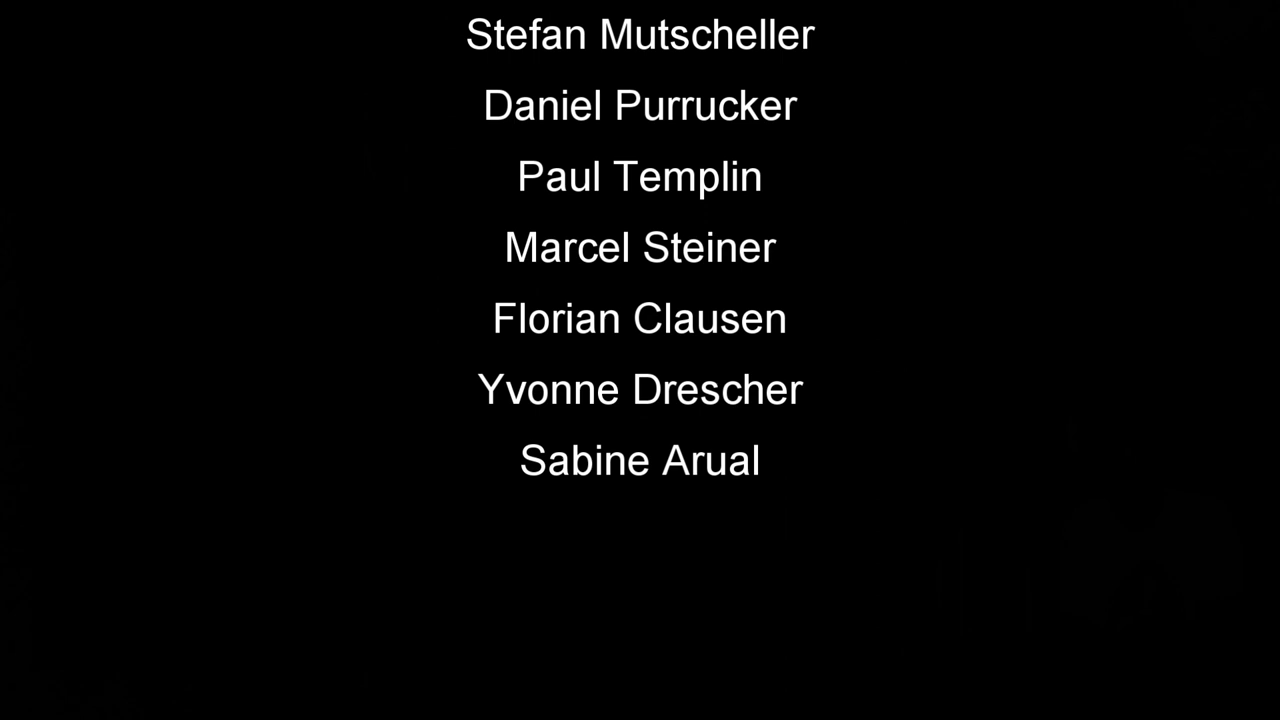 Stefan Mutscheller
Daniel Purrucker
Paul Templin
Marcel Steiner
Florian Clausen
Yvonne Drescher
Sabine Arual